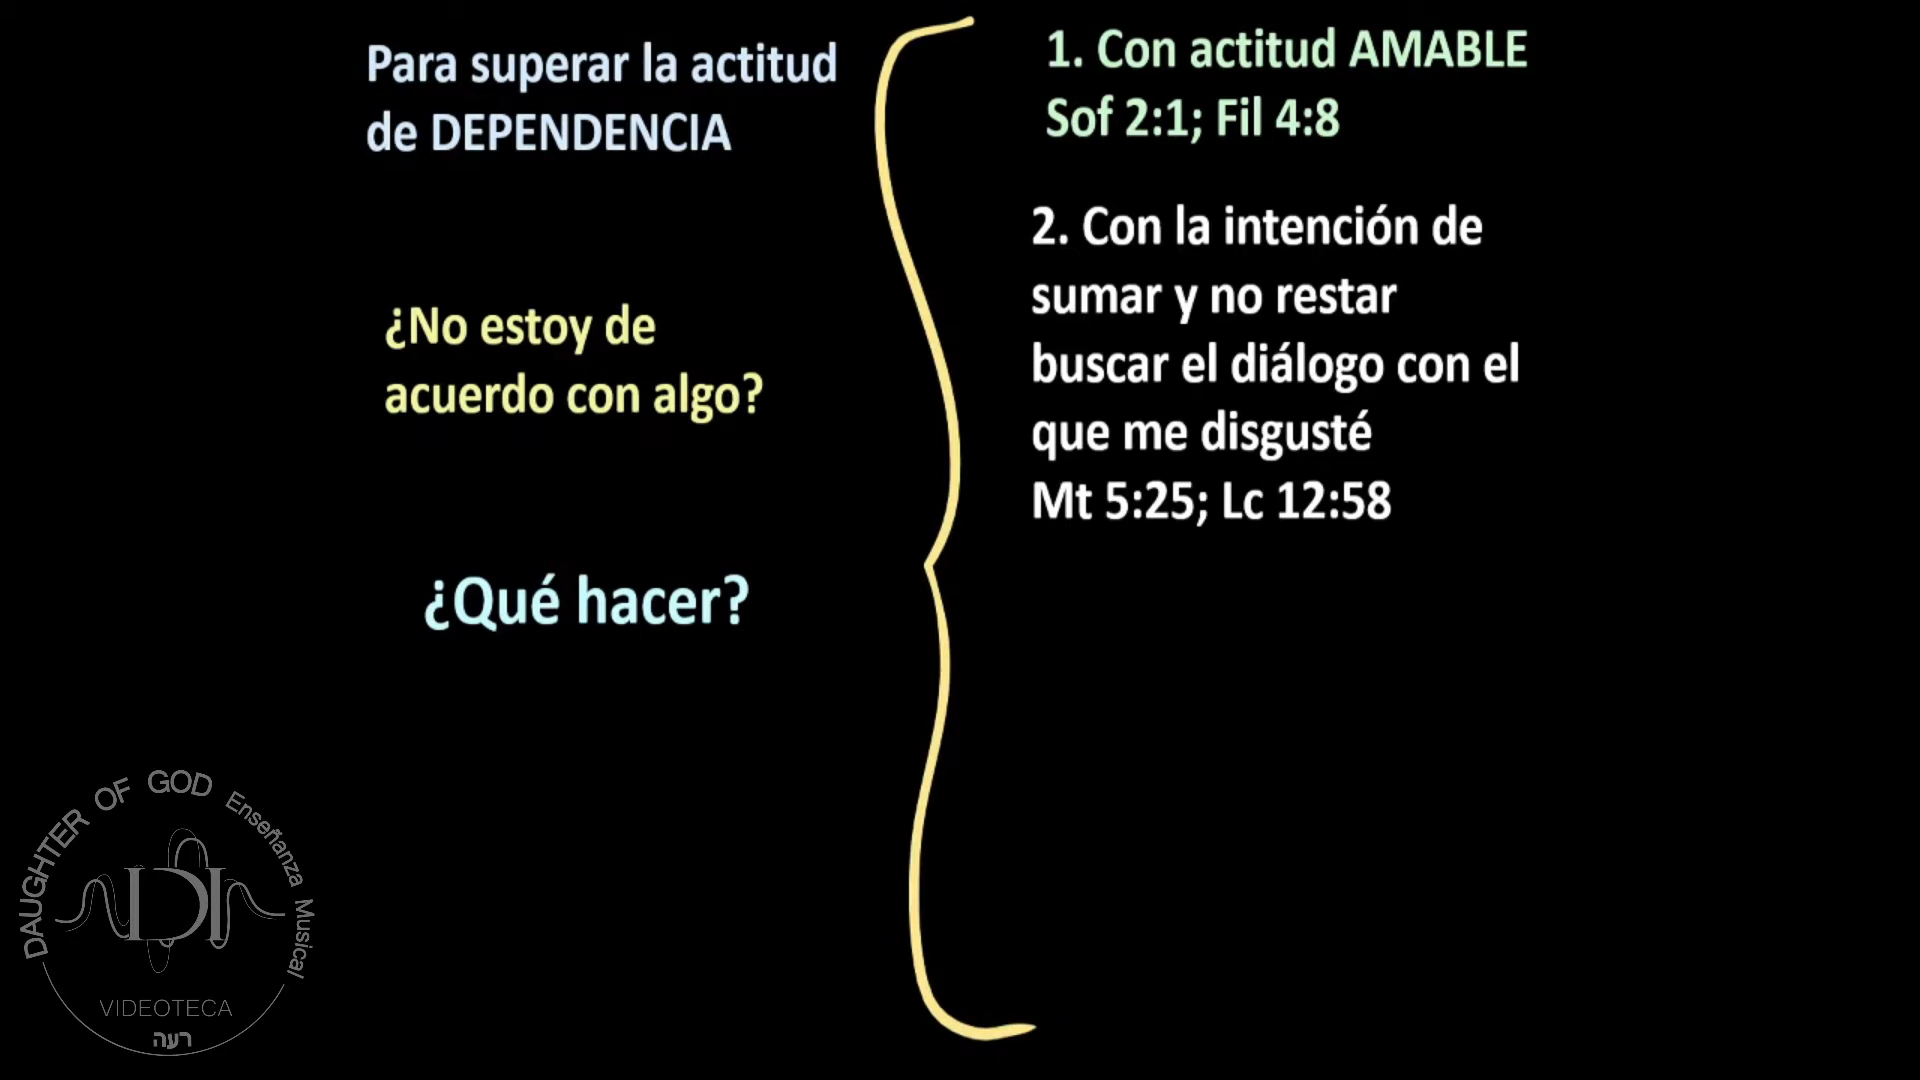 Para superar la actitud
de DEPENDENCIA
¿No estoy de
acuerdo con algo?
¿Qué hacer?
1. Con actitud AMABLE
Sof 2:1; Fil 4:8
2. Con la intención de
sumar y no restar
buscar el diálogo con el
que me disgusté
Mt 5:25; Lc 12:58
DAUGHTER OF GOD Enseñanza Musical
VIDEOTECA
רעה